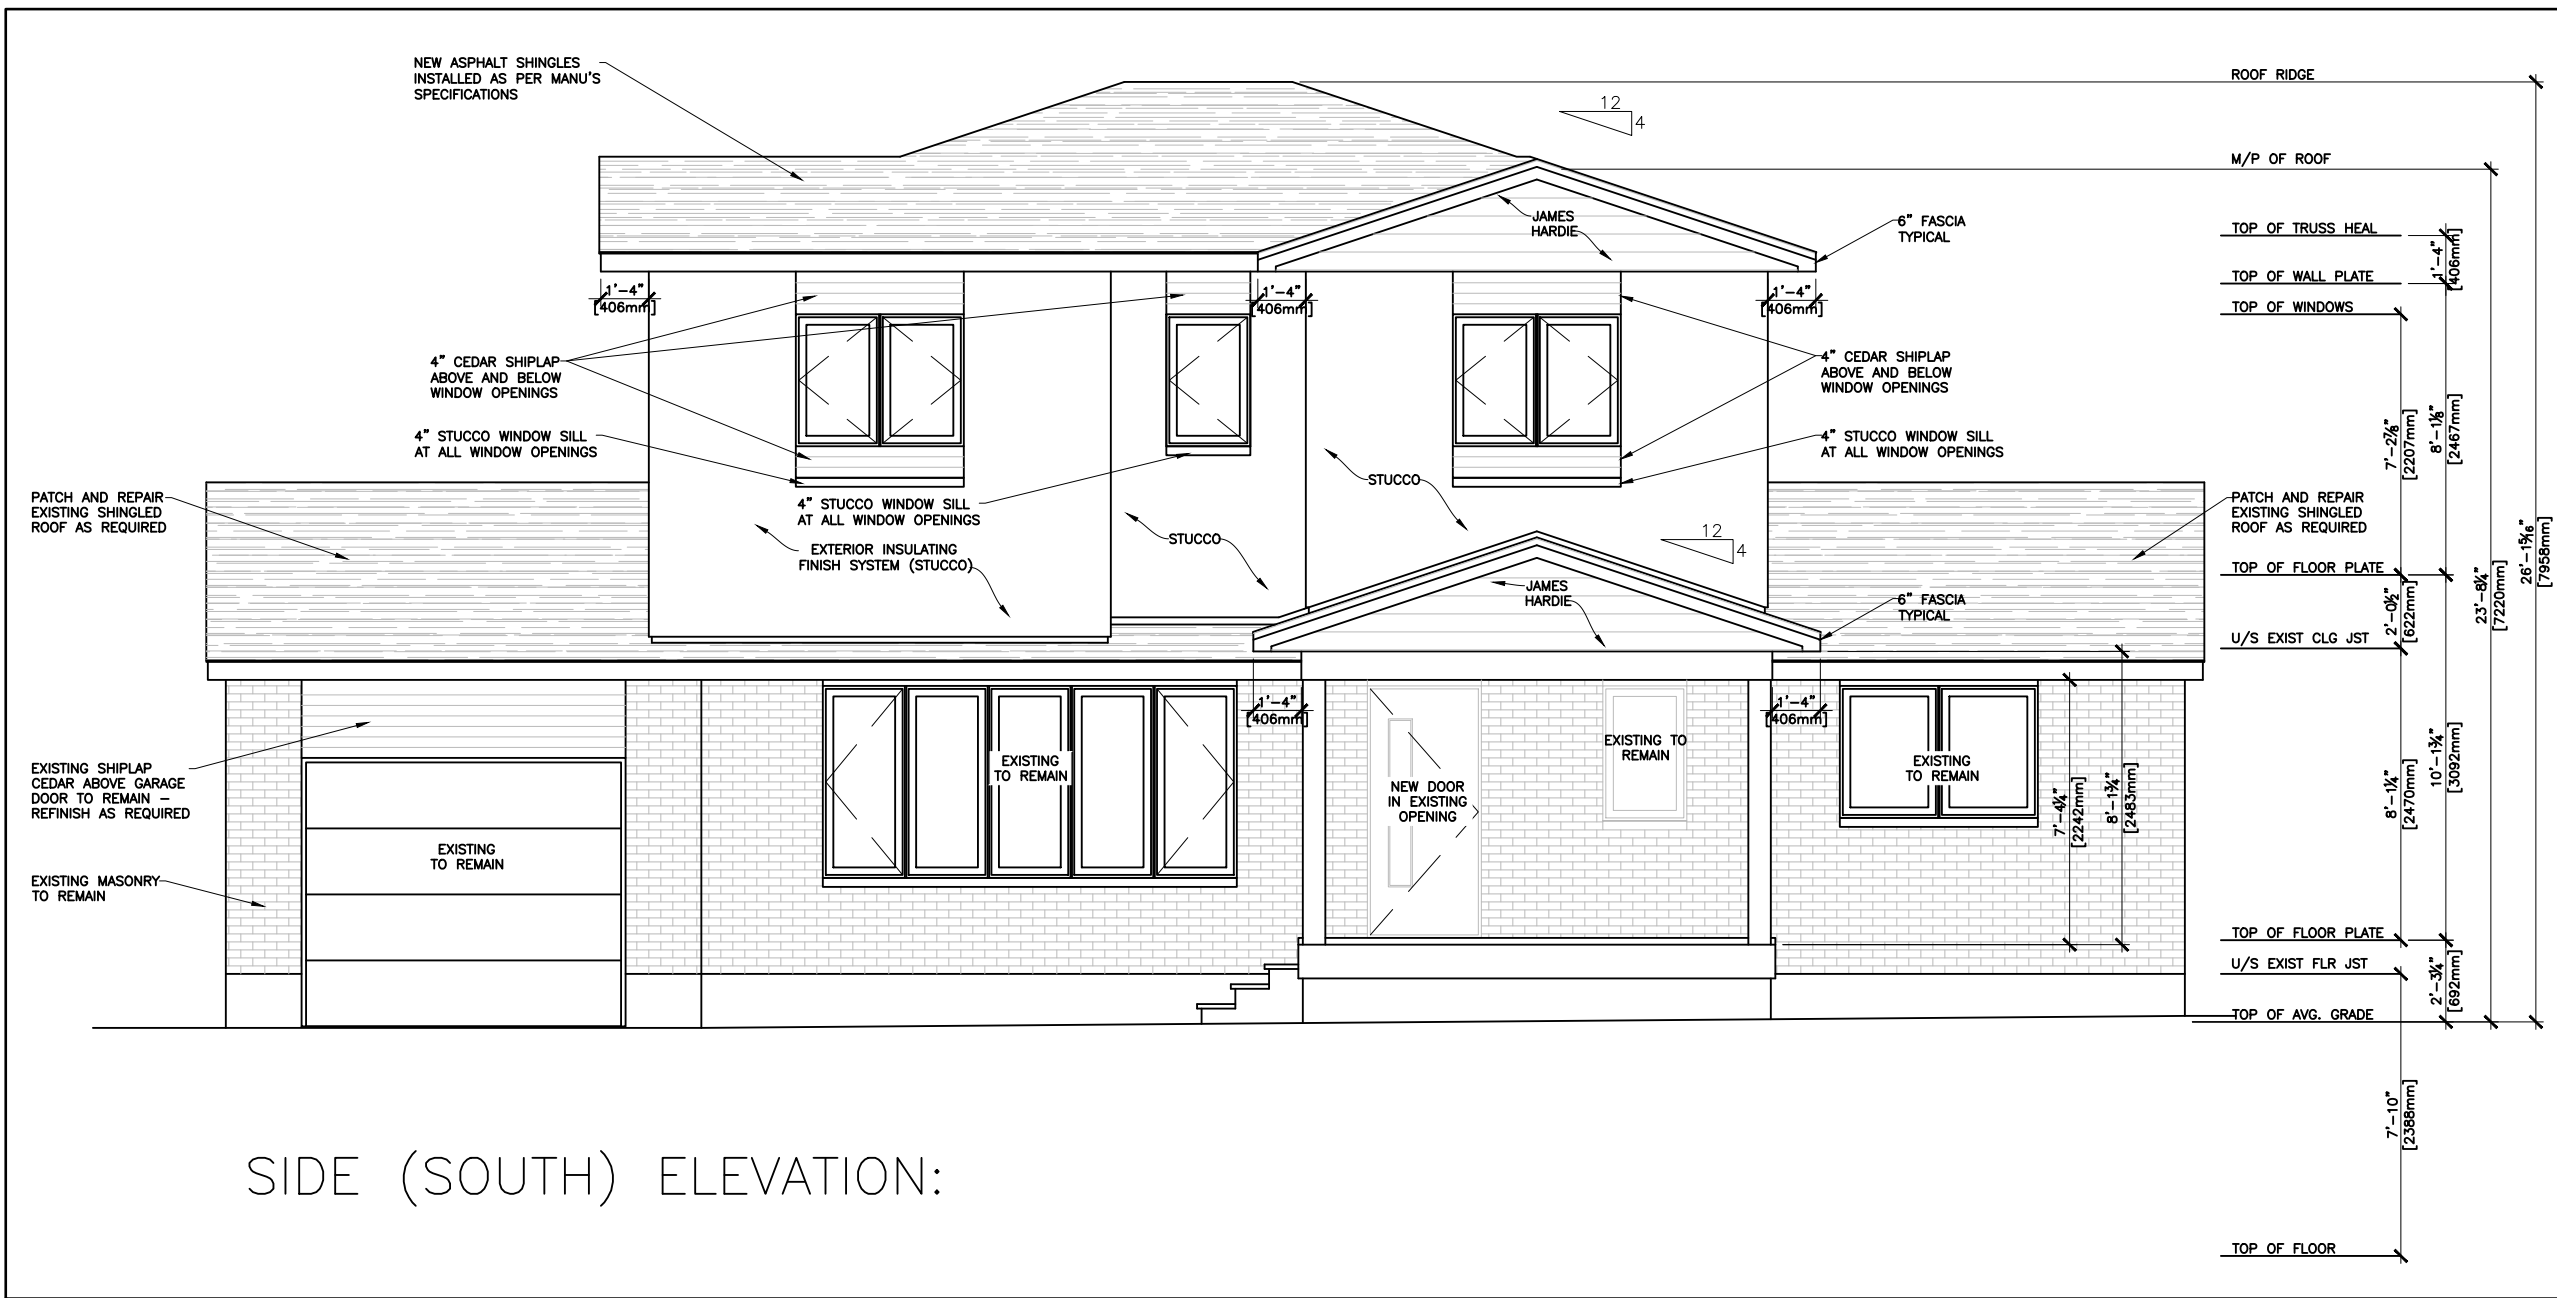 NEW ASPHALT SHINGLES
INSTALLED AS PER MANU'S
SPECIFICATIONS
12
4
ROOF RIDGE
M/P OF ROOF
JAMES
HARDIE
6" FASCIA
TYPICAL
TOP OF TRUSS HEAL
1'-4"
[406mm]
TOP OF WALL PLATE
TOP OF WINDOWS
1'-4"
[406mm]
1'-4"
[406mm]
1'-4"
[406mm]
4" CEDAR SHIPLAP
ABOVE AND BELOW
WINDOW OPENINGS
4" CEDAR SHIPLAP
ABOVE AND BELOW
WINDOW OPENINGS
4" STUCCO WINDOW SILL
AT ALL WINDOW OPENINGS
4" STUCCO WINDOW SILL
AT ALL WINDOW OPENINGS
7'-2⅞"
[2207mm]
8'-1⅛"
[2467mm]
STUCCO
PATCH AND REPAIR
EXISTING SHINGLED
ROOF AS REQUIRED
4" STUCCO WINDOW SILL
AT ALL WINDOW OPENINGS
PATCH AND REPAIR
EXISTING SHINGLED
ROOF AS REQUIRED
EXTERIOR INSULATING
FINISH SYSTEM (STUCCO)
STUCCO
12
4
26'-1 15/16"
[7958mm]
23'-8¼"
[7220mm]
TOP OF FLOOR PLATE
JAMES
HARDIE
6" FASCIA
TYPICAL
2'-0½"
[622mm]
U/S EXIST CLG JST
1'-4"
[406mm]
1'-4"
[406mm]
EXISTING SHIPLAP
CEDAR ABOVE GARAGE
DOOR TO REMAIN –
REFINISH AS REQUIRED
EXISTING
TO REMAIN
EXISTING TO
REMAIN
EXISTING
TO REMAIN
NEW DOOR
IN EXISTING
OPENING
7'-4¼"
[2242mm]
8'-1¾"
[2483mm]
8'-1¼"
[2470mm]
10'-1¾"
[3092mm]
EXISTING
TO REMAIN
EXISTING MASONRY
TO REMAIN
TOP OF FLOOR PLATE
U/S EXIST FLR JST
2'-3¼"
[692mm]
TOP OF AVG. GRADE
7'-10"
[2388mm]
SIDE (SOUTH) ELEVATION:
TOP OF FLOOR